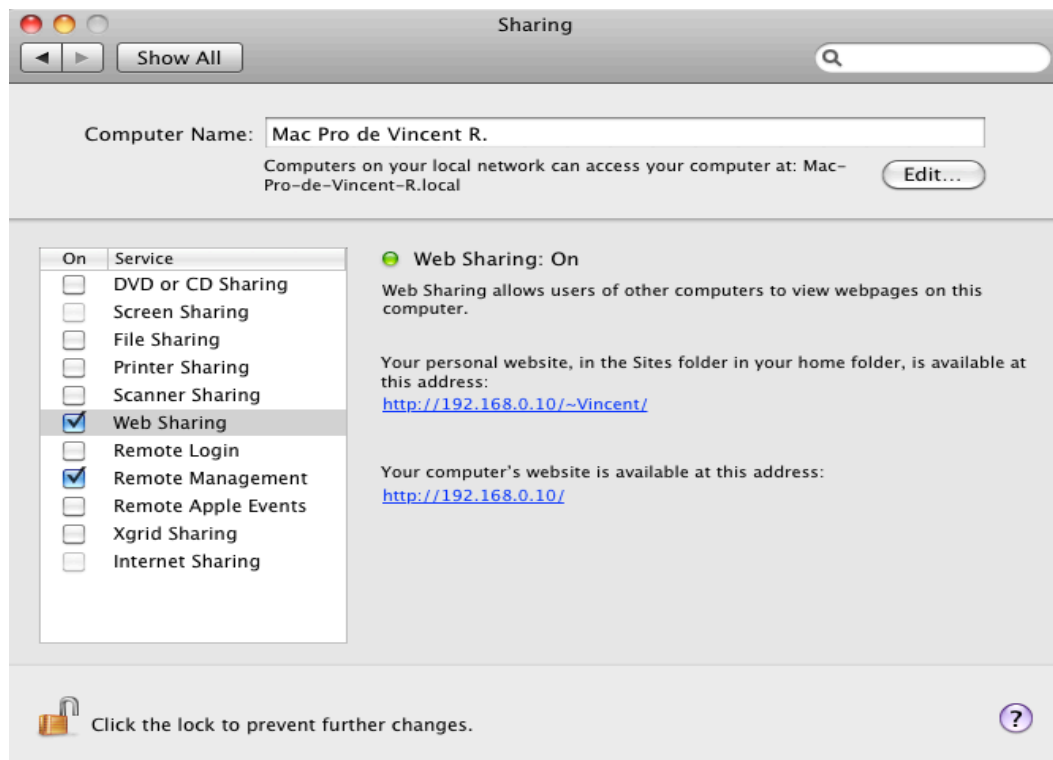 Sharing
Show All
Computer Name: Mac Pro de Vincent R.
Computers on your local network can access your computer at: Mac-
Pro-de-Vincent-R.local
Edit...
On Service
DVD or CD Sharing
Screen Sharing
File Sharing
Printer Sharing
Scanner Sharing
Web Sharing
Remote Login
Remote Management
Remote Apple Events
Xgrid Sharing
Internet Sharing
Web Sharing: On
Web Sharing allows users of other computers to view webpages on this
computer.
Your personal website, in the Sites folder in your home folder, is available at
this address:
http://192.168.0.10/~Vincent/
Your computer's website is available at this address:
http://192.168.0.10/
Click the lock to prevent further changes.
?